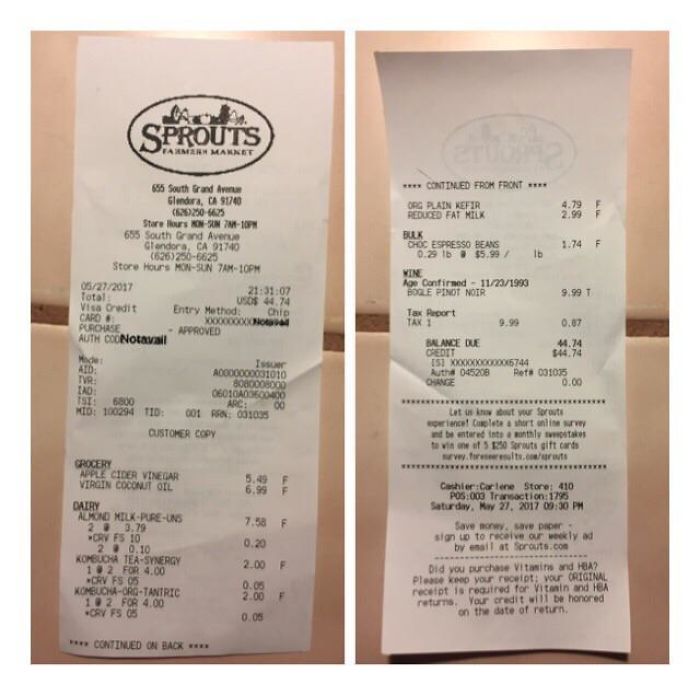 SPROUTS
FARMERS MARKET
655 South Grand Avenue
Glendora, CA 91740
(626)250-6625
Store Hours MON-SUN 7AM-10PM
655 South Grand Avenue
Glendora, CA 91740
(626)250-6625
Store Hours MON-SUN 7AM-10PM
05/27/2017 21:31:07
Total: USD$ 44.74
Visa Credit Entry Method: Chip
CARD #: XXXXXXXXXXNotavail
PURCHASE - APPROVED
AUTH CODNotavail
Mode: Issuer
AID: A0000000031010
TVR: 8080008000
IAD: 06010A03600400
TSI: 6800 ARC: 00
MID: 100294 TID: 001 RRN: 031035
CUSTOMER COPY
GROCERY
APPLE CIDER VINEGAR 5.49 F
VIRGIN COCONUT OIL 6.99 F
DAIRY
ALMOND MILK-PURE-UNS 7.58 F
2 @ 3.79
*CRV FS 10 0.20
2 @ 0.10
KOMBUCHA TEA-SYNERGY 2.00 F
1 @ 2 FOR 4.00
*CRV FS 05 0.05
KOMBUCHA-ORG-TANTRIC 2.00 F
1 @ 2 FOR 4.00
*CRV FS 05 0.05
**** CONTINUED ON BACK ****
**** CONTINUED FROM FRONT ****
ORG PLAIN KEFIR 4.79 F
REDUCED FAT MILK 2.99 F
BULK
CHOC ESPRESSO BEANS 1.74 F
0.29 lb @ $5.99 / lb
WINE
Age Confirmed - 11/23/1993
BOGLE PINOT NOIR 9.99 T
Tax Report
TAX 1 9.99 0.87
BALANCE DUE 44.74
CREDIT $44.74
[S] XXXXXXXXXXXX6744
Auth# 04520B Ref# 031035
CHANGE 0.00
****************************************
Let us know about your Sprouts
experience! Complete a short online survey
and be entered into a monthly sweepstakes
to win one of 5 $250 Sprouts gift cards
survey.foreseeresults.com/sprouts
****************************************
Cashier:Carlene Store: 410
POS:003 Transaction:1795
Saturday, May 27, 2017 09:30 PM
Save money, save paper -
sign up to receive our weekly ad
by email at Sprouts.com
Did you purchase Vitamins and HBA?
Please keep your receipt; your ORIGINAL
receipt is required for Vitamin and HBA
returns. Your credit will be honored
on the date of return.